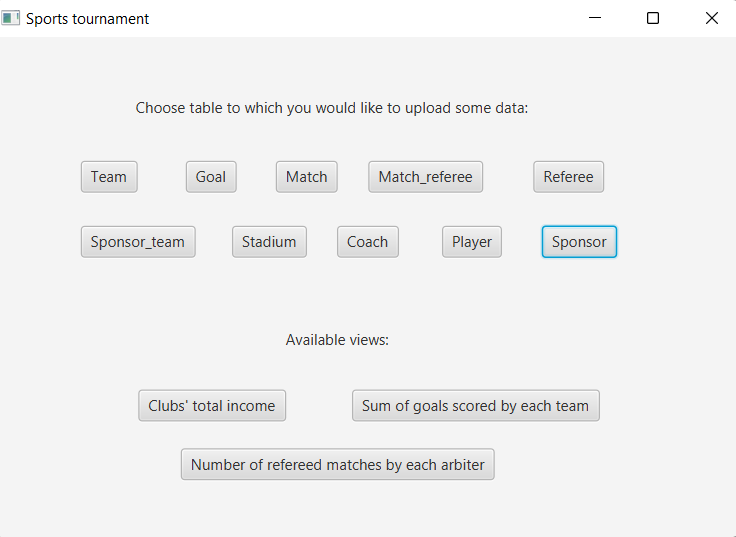 Sports tournament
Choose table to which you would like to upload some data:
Team Goal Match Match_referee Referee
Sponsor_team Stadium Coach Player Sponsor
Available views:
Clubs' total income Sum of goals scored by each team
Number of refereed matches by each arbiter